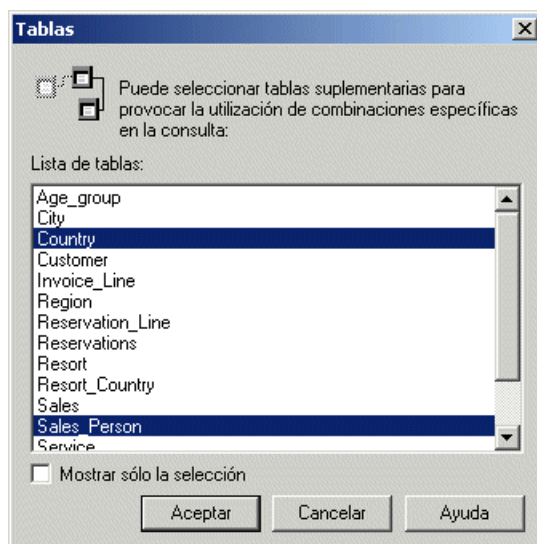 Tablas
Puede seleccionar tablas suplementarias para
provocar la utilización de combinaciones específicas
en la consulta:
Lista de tablas:
Age_group
City
Country
Customer
Invoice_Line
Region
Reservation_Line
Reservations
Resort
Resort_Country
Sales
Sales_Person
Service
Mostrar sólo la selección
Aceptar Cancelar Ayuda